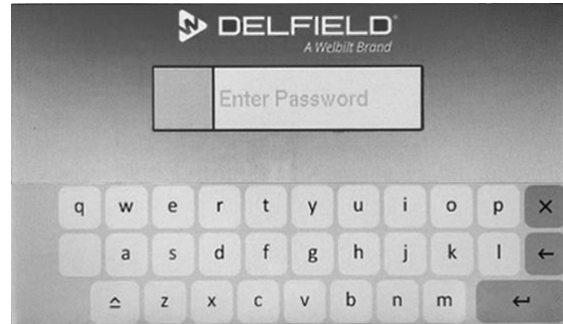 DELFIELD®
A Welbilt Brand
Enter Password
q w e r t y u i o p ×
a s d f g h j k l ←
z x c v b n m ↵